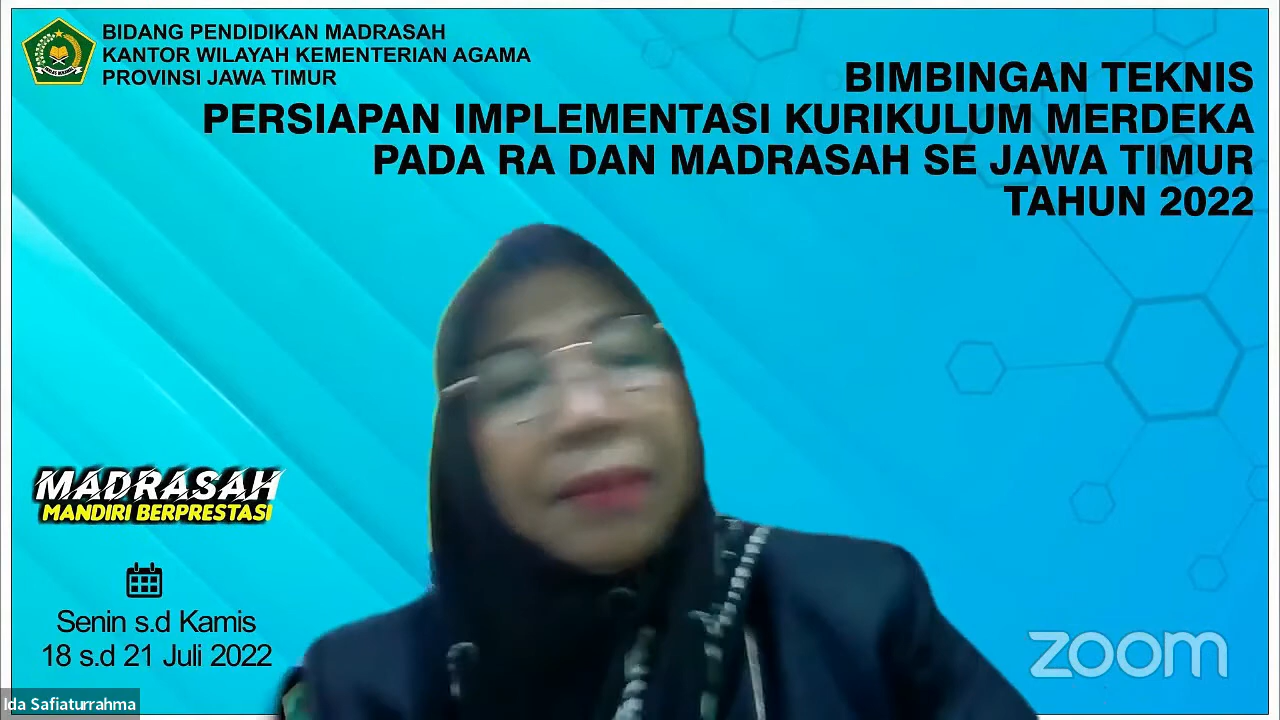 BIDANG PENDIDIKAN MADRASAH
KANTOR WILAYAH KEMENTERIAN AGAMA
PROVINSI JAWA TIMUR
BIMBINGAN TEKNIS
PERSIAPAN IMPLEMENTASI KURIKULUM MERDEKA
PADA RA DAN MADRASAH SE JAWA TIMUR
TAHUN 2022
MADRASAH
MANDIRI BERPRESTASI
Senin s.d Kamis
18 s.d 21 Juli 2022
zoom
Ida Safiaturrahma